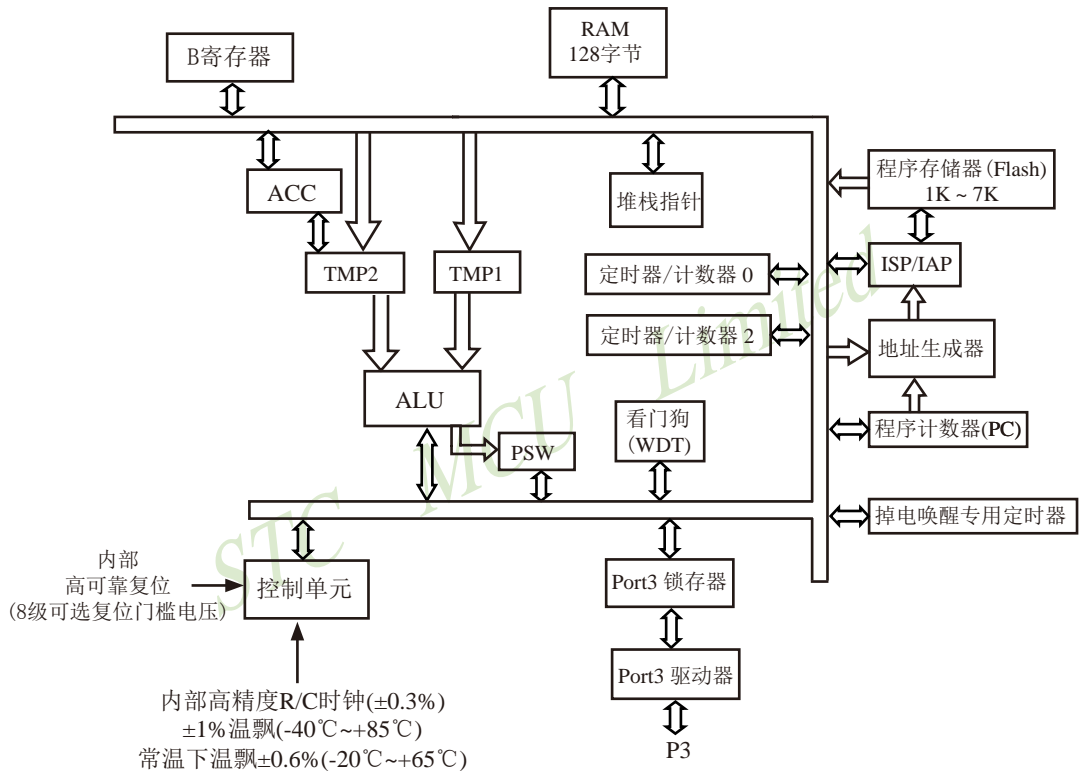 B寄存器
RAM
128字节
ACC
堆栈指针
程序存储器(Flash)
1K ~ 7K
TMP2
TMP1
定时器/计数器 0
ISP/IAP
定时器/计数器 2
地址生成器
ALU
看门狗
(WDT)
PSW
程序计数器(PC)
掉电唤醒专用定时器
内部
高可靠复位
(8级可选复位门槛电压)
控制单元
Port3 锁存器
Port3 驱动器
内部高精度R/C时钟(±0.3%)
±1%温飘(-40℃~+85℃)
常温下温飘±0.6%(-20℃~+65℃)
P3
STC MCU Limited